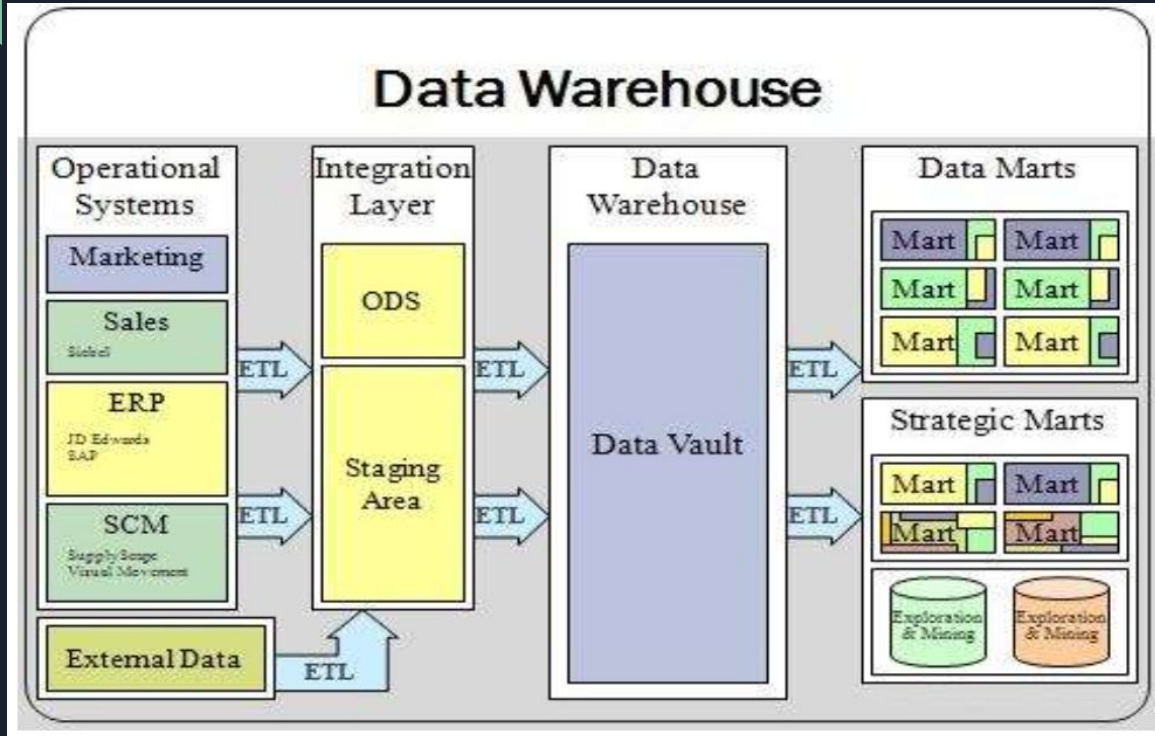 Data Warehouse
Operational
Systems
Marketing
Sales
Siebel
ERP
JD Edwards
SAP
SCM
SupplyScape
Visual Movement
External Data
ETL
ETL
ETL
Integration
Layer
ODS
Staging
Area
ETL
ETL
Data
Warehouse
Data Vault
ETL
ETL
Data Marts
Mart Mart
Mart Mart
Mart Mart
Strategic Marts
Mart Mart
Mart Mart
Exploration
& Mining
Exploration
& Mining